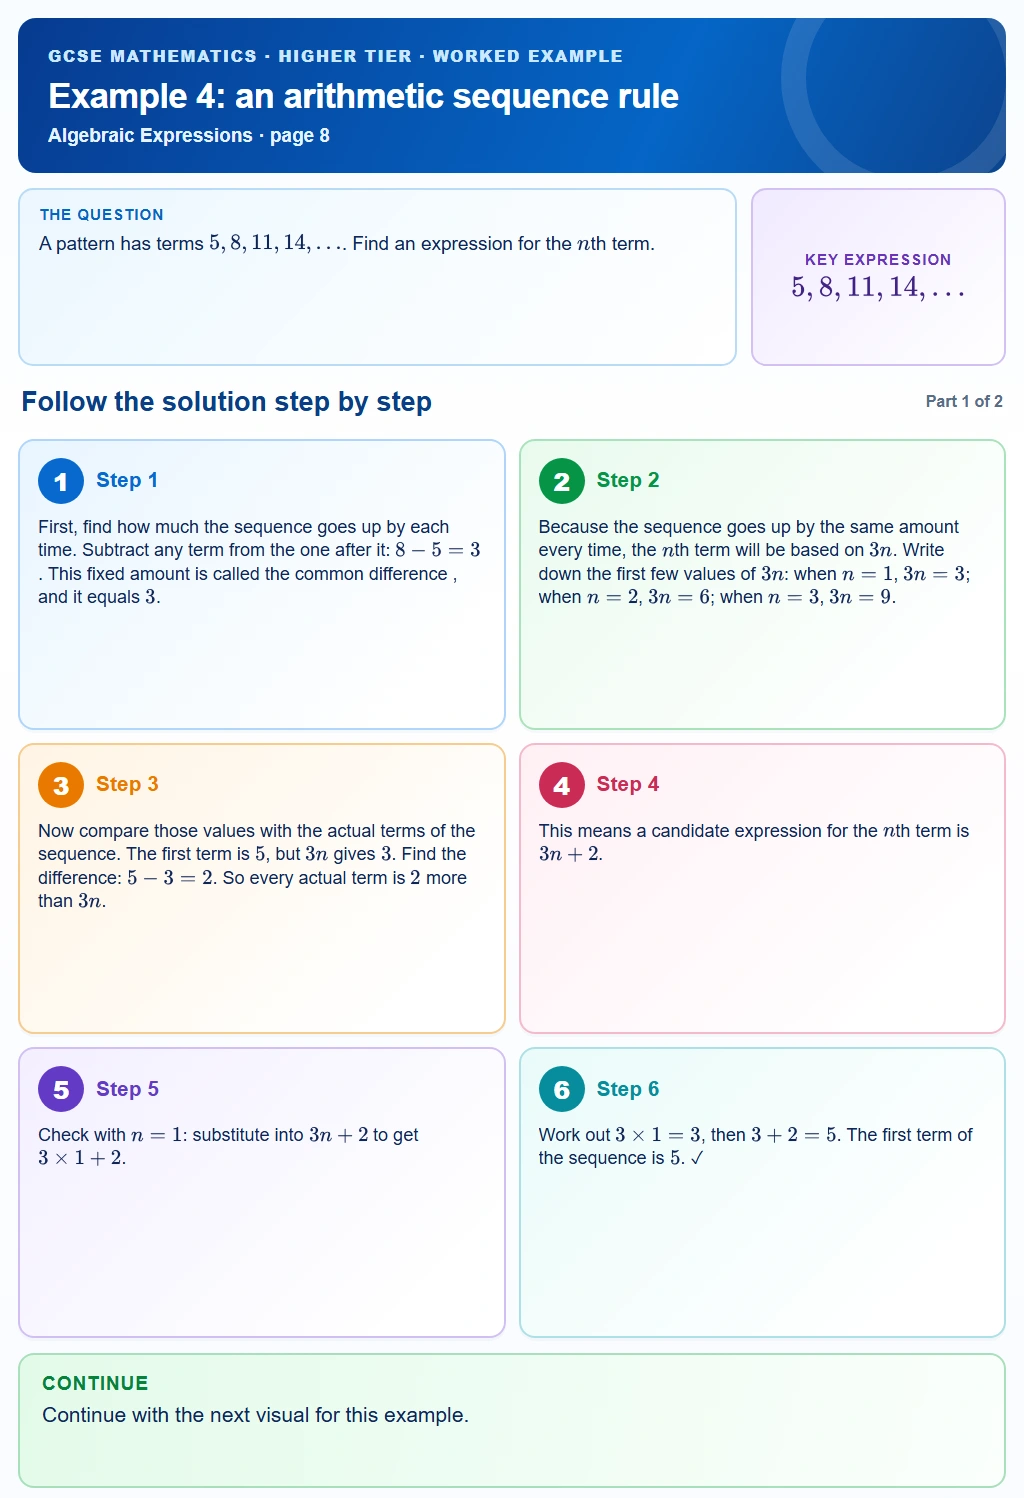 GCSE MATHEMATICS · HIGHER TIER · WORKED EXAMPLE
Example 4: an arithmetic sequence rule
Algebraic Expressions · page 8
THE QUESTION
A pattern has terms 5, 8, 11, 14, . . .. Find an expression for the nth term.
KEY EXPRESSION
5, 8, 11, 14, . . .
Follow the solution step by step
Part 1 of 2
1 Step 1
First, find how much the sequence goes up by each
time. Subtract any term from the one after it: 8 − 5 = 3
. This fixed amount is called the common difference ,
and it equals 3.
2 Step 2
Because the sequence goes up by the same amount
every time, the nth term will be based on 3n. Write
down the first few values of 3n: when n = 1, 3n = 3;
when n = 2, 3n = 6; when n = 3, 3n = 9.
3 Step 3
Now compare those values with the actual terms of the
sequence. The first term is 5, but 3n gives 3. Find the
difference: 5 − 3 = 2. So every actual term is 2 more
than 3n.
4 Step 4
This means a candidate expression for the nth term is
3n + 2.
5 Step 5
Check with n = 1: substitute into 3n + 2 to get
3 × 1 + 2.
6 Step 6
Work out 3 × 1 = 3, then 3 + 2 = 5. The first term of
the sequence is 5. ✓
CONTINUE
Continue with the next visual for this example.